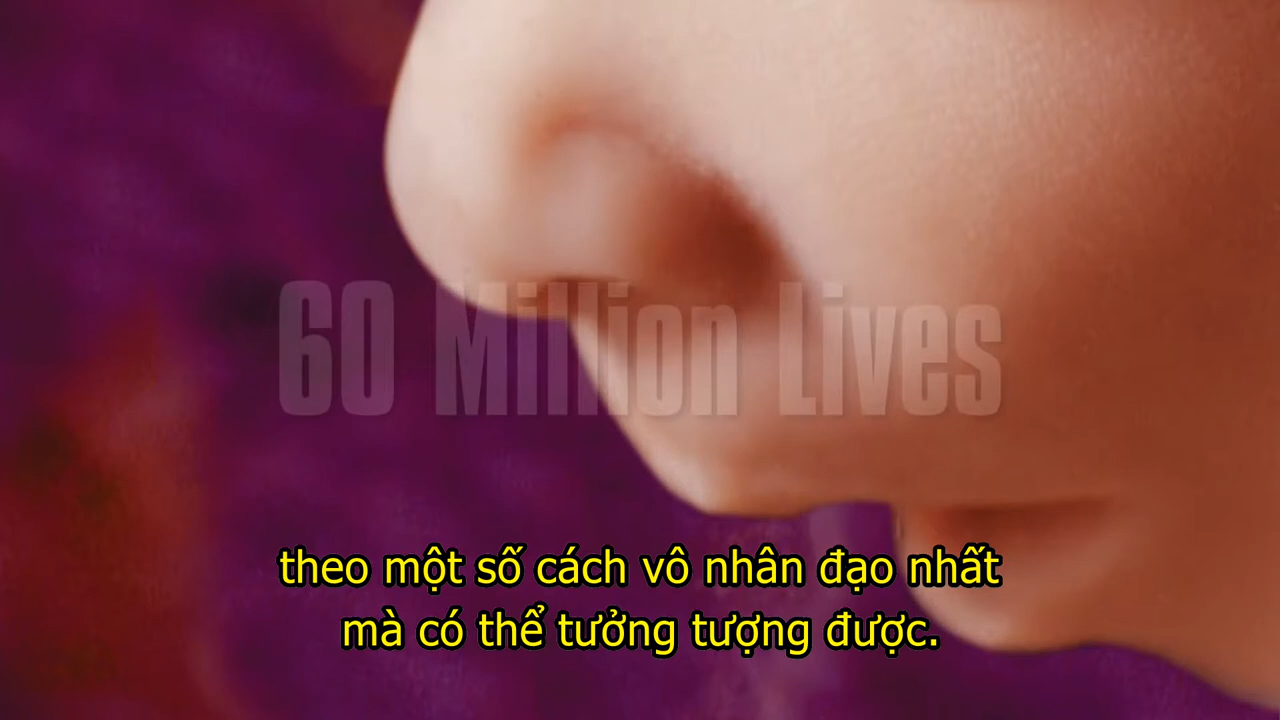 60 Million Lives
theo một số cách vô nhân đạo nhất
mà có thể tưởng tượng được.